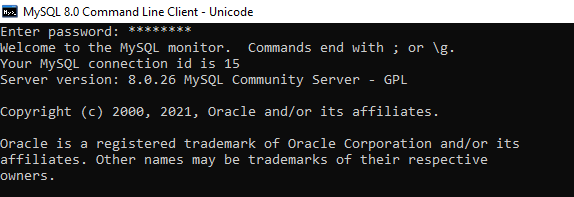 MySQL 8.0 Command Line Client - Unicode
Enter password: ********
Welcome to the MySQL monitor.  Commands end with ; or \g.
Your MySQL connection id is 15
Server version: 8.0.26 MySQL Community Server - GPL

Copyright (c) 2000, 2021, Oracle and/or its affiliates.

Oracle is a registered trademark of Oracle Corporation and/or its
affiliates. Other names may be trademarks of their respective
owners.